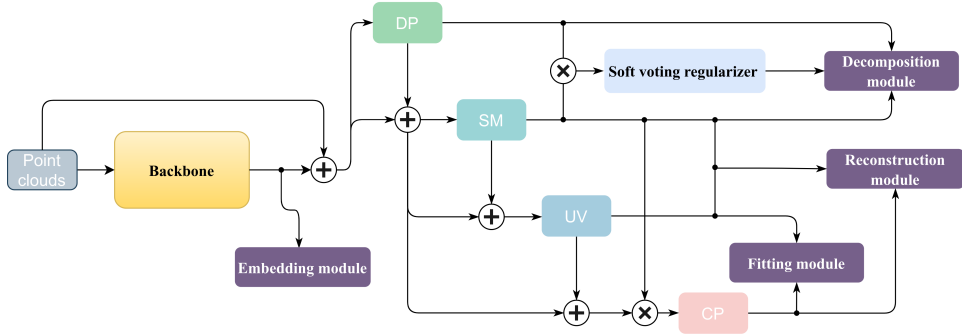 DP
Soft voting regularizer
Decomposition
module
SM
Point
clouds
Backbone
Reconstruction
module
UV
Embedding module
Fitting module
CP